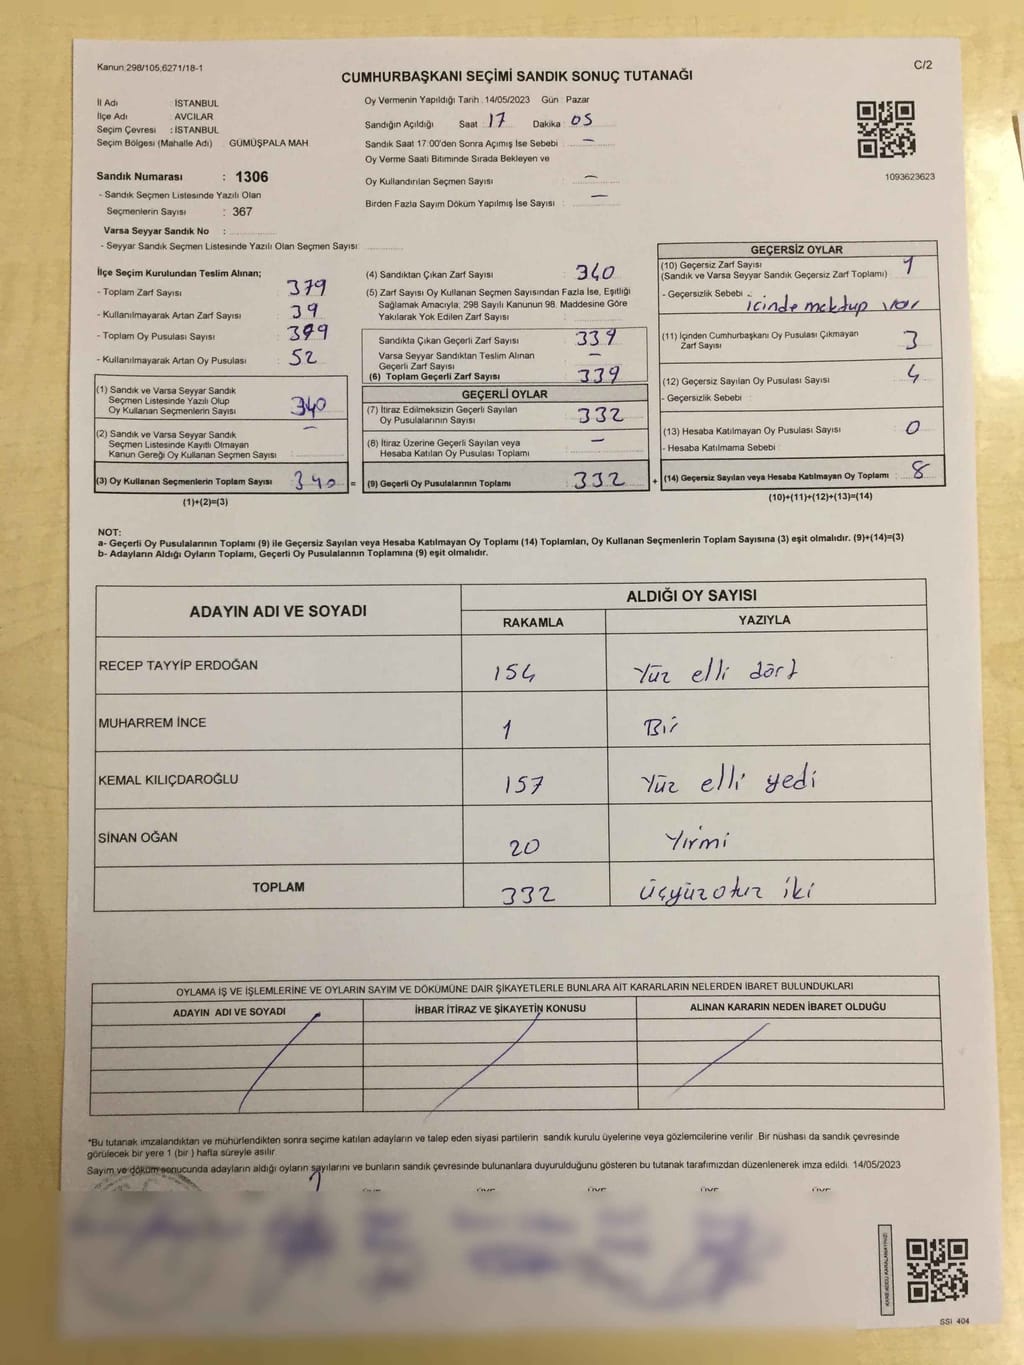 Kanun:298/105,6271/18-1
C/2
CUMHURBAŞKANI SEÇİMİ SANDIK SONUÇ TUTANAĞI
İl Adı : İSTANBUL
İlçe Adı : AVCILAR
Seçim Çevresi : İSTANBUL
Seçim Bölgesi (Mahalle Adı) : GÜMÜŞPALA MAH.
Sandık Numarası : 1306
- Sandık Seçmen Listesinde Yazılı Olan
Seçmenlerin Sayısı : 367
Varsa Seyyar Sandık No :
- Seyyar Sandık Seçmen Listesinde Yazılı Olan Seçmen Sayısı:
Oy Vermenin Yapıldığı Tarih : 14/05/2023 Gün : Pazar
Sandığın Açıldığı Saat : 17 Dakika : 05
Sandık Saat 17:00'den Sonra Açımış İse Sebebi : —
Oy Verme Saati Bitiminde Sırada Bekleyen ve
Oy Kullandırılan Seçmen Sayısı : —
Birden Fazla Sayım Döküm Yapılmış İse Sayısı : —
1093623623
İlçe Seçim Kurulundan Teslim Alınan;
- Toplam Zarf Sayısı : 379
- Kullanılmayarak Artan Zarf Sayısı : 39
- Toplam Oy Pusulası Sayısı : 399
- Kullanılmayarak Artan Oy Pusulası : 52
(1) Sandık ve Varsa Seyyar Sandık
Seçmen Listesinde Yazılı Olup
Oy Kullanan Seçmenlerin Sayısı : 340
(2) Sandık ve Varsa Seyyar Sandık
Seçmen Listesinde Kayıtlı Olmayan
Kanun Gereği Oy Kullanan Seçmen Sayısı : —
(3) Oy Kullanan Seçmenlerin Toplam Sayısı : 340 =
(1)+(2)=(3)
(4) Sandıktan Çıkan Zarf Sayısı : 340
(5) Zarf Sayısı Oy Kullanan Seçmen Sayısından Fazla İse, Eşitliği
Sağlamak Amacıyla; 298 Sayılı Kanunun 98. Maddesine Göre
Yakılarak Yok Edilen Zarf Sayısı :
Sandıkta Çıkan Geçerli Zarf Sayısı : 339
Varsa Seyyar Sandıktan Teslim Alınan
Geçerli Zarf Sayısı : —
(6) Toplam Geçerli Zarf Sayısı : 339
GEÇERLİ OYLAR
(7) İtiraz Edilmeksizin Geçerli Sayılan
Oy Pusulalarının Sayısı : 332
(8) İtiraz Üzerine Geçerli Sayılan veya
Hesaba Katılan Oy Pusulası Toplamı : —
(9) Geçerli Oy Pusulalarının Toplamı : 332 +
GEÇERSİZ OYLAR
(10) Geçersiz Zarf Sayısı : 1
(Sandık ve Varsa Seyyar Sandık Geçersiz Zarf Toplamı)
- Geçersizlik Sebebi : içinde mektup var
(11) İçinden Cumhurbaşkanı Oy Pusulası Çıkmayan
Zarf Sayısı : 3
(12) Geçersiz Sayılan Oy Pusulası Sayısı : 4
- Geçersizlik Sebebi :
(13) Hesaba Katılmayan Oy Pusulası Sayısı : 0
- Hesaba Katılmama Sebebi :
(14) Geçersiz Sayılan veya Hesaba Katılmayan Oy Toplamı : 8
(10)+(11)+(12)+(13)=(14)
NOT:
a- Geçerli Oy Pusulalarının Toplamı (9) ile Geçersiz Sayılan veya Hesaba Katılmayan Oy Toplamı (14) Toplamları, Oy Kullanan Seçmenlerin Toplam Sayısına (3) eşit olmalıdır. (9)+(14)=(3)
b- Adayların Aldığı Oyların Toplamı, Geçerli Oy Pusulalarının Toplamına (9) eşit olmalıdır.
ADAYIN ADI VE SOYADI ALDIĞI OY SAYISI
RAKAMLA YAZIYLA
RECEP TAYYİP ERDOĞAN 154 Yüz elli dört
MUHARREM İNCE 1 Bir
KEMAL KILIÇDAROĞLU 157 Yüz elli yedi
SİNAN OĞAN 20 Yirmi
TOPLAM 332 üçyüzotuz iki
OYLAMA İŞ VE İŞLEMLERİNE VE OYLARIN SAYIM VE DÖKÜMÜNE DAİR ŞİKAYETLERLE BUNLARA AİT KARARLARIN NELERDEN İBARET BULUNDUKLARI
ADAYIN ADI VE SOYADI İHBAR İTİRAZ VE ŞİKAYETİN KONUSU ALINAN KARARIN NEDEN İBARET OLDUĞU
*Bu tutanak imzalandıktan ve mühürlendikten sonra seçime katılan adayların ve talep eden siyasi partilerin sandık kurulu üyelerine veya gözlemcilerine verilir. Bir nüshası da sandık çevresinde
görülecek bir yere 1 (bir ) hafta süreyle asılır.
Sayım ve döküm sonucunda adayların aldığı oyların sayılarını ve bunların sandık çevresinde bulunanlara duyurulduğunu gösteren bu tutanak tarafımızdan düzenlenerek imza edildi. 14/05/2023
SSİ 404